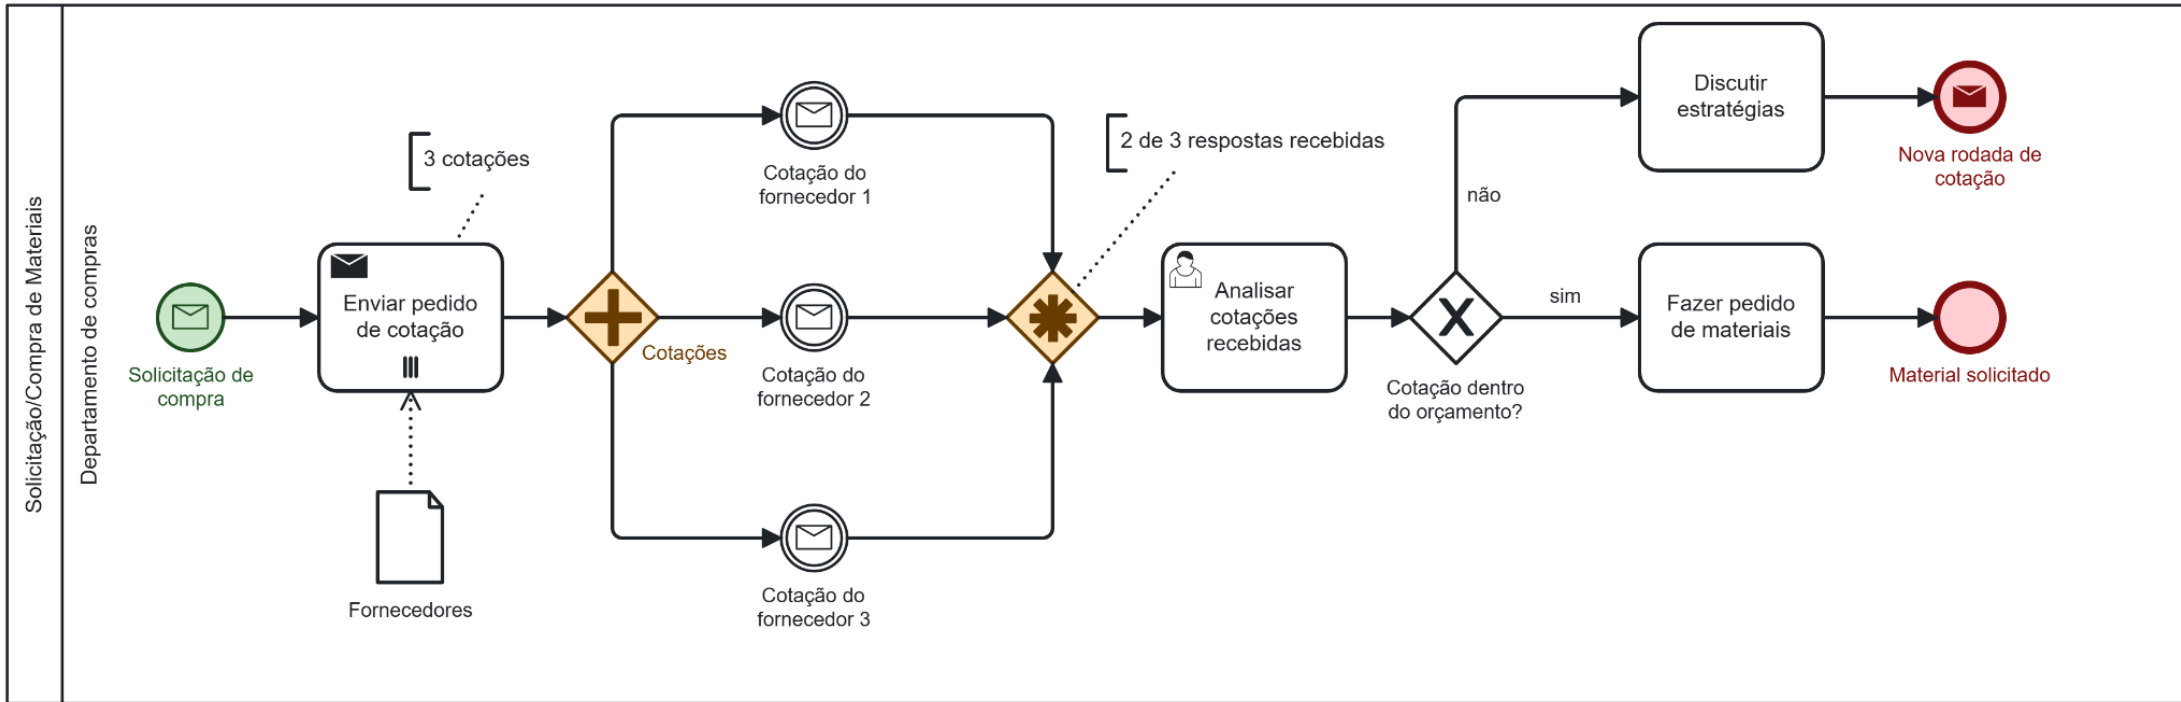 Solicitação/Compra de Materiais
Departamento de compras
Solicitação de
compra
3 cotações
Enviar pedido
de cotação
Fornecedores
Cotações
Cotação do
fornecedor 1
Cotação do
fornecedor 2
Cotação do
fornecedor 3
2 de 3 respostas recebidas
Analisar
cotações
recebidas
Cotação dentro
do orçamento?
não
sim
Discutir
estratégias
Nova rodada de
cotação
Fazer pedido
de materiais
Material solicitado